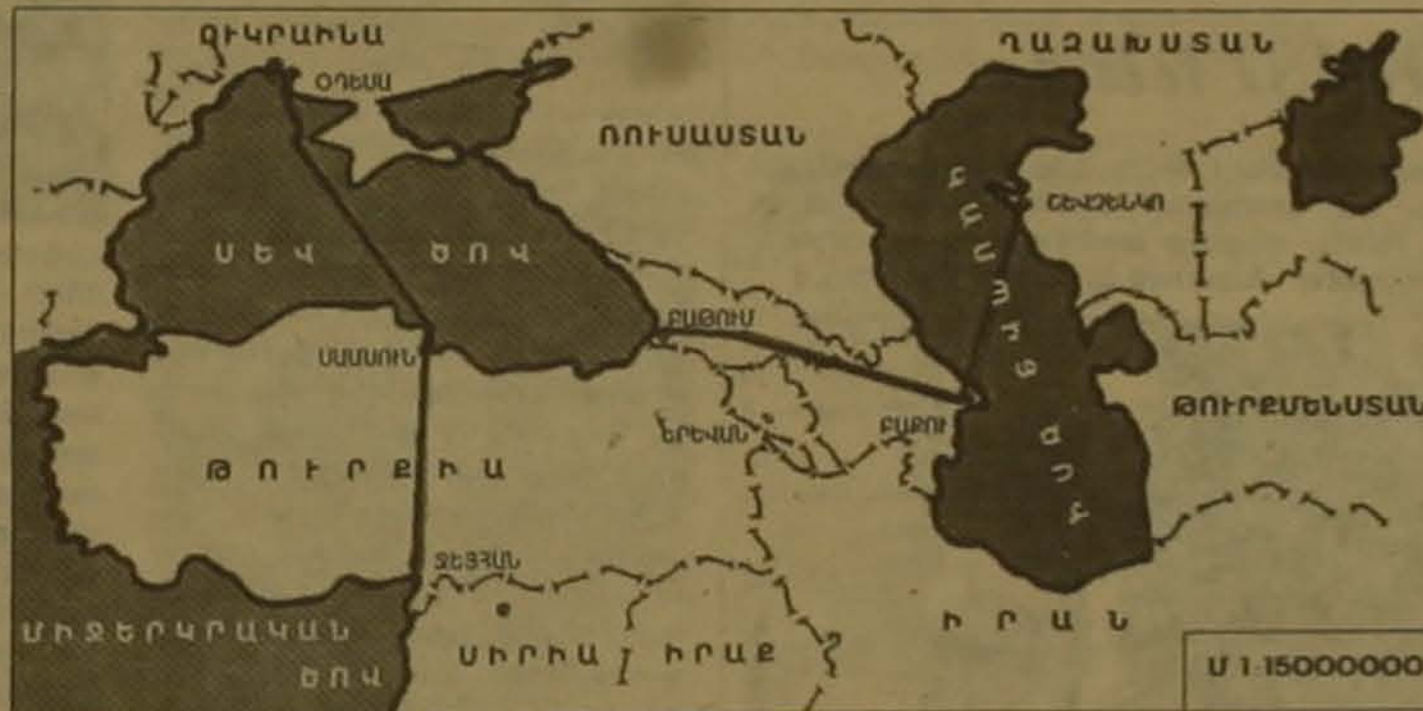 ՈՒԿՐԱԻՆԱ
ՕԴԵՍԱ
ՌՈՒՍԱՍՏԱՆ
ՂԱԶԱԽՍՏԱՆ
ՇԵՎՉԵՆԿՈ
ՍԵՎ ԾՈՎ
ԿԱՍՊԻՑ ԾՈՎ
ԲԱԹՈՒՄ
ՍԱՄՍՈՒՆ
ԵՐԵՎԱՆ
ԲԱՔՈՒ
ԹՈՒՐՔՄԵՆՍՏԱՆ
ԹՈՒՐՔԻԱ
ՋԵՅՀԱՆ
ՄԻՋԵՐԿՐԱԿԱՆ
ԾՈՎ
ՍԻՐԻԱ
ԻՐԱՔ
ԻՐԱՆ
Մ 1:15000000